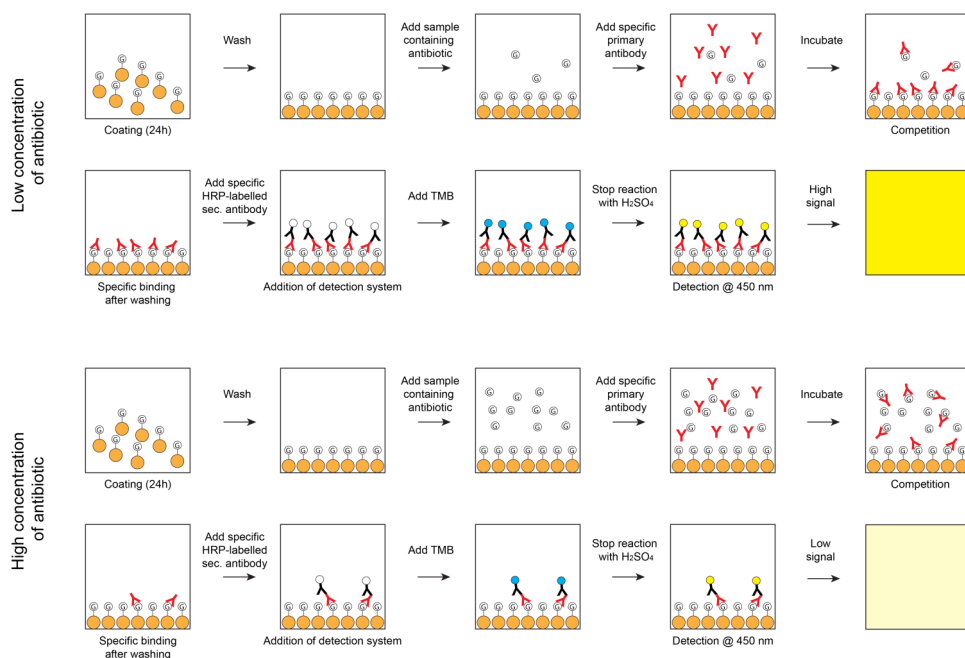 Low concentration
of antibiotic
Wash
Add sample
containing
antibiotic
Add specific
primary
antibody
Incubate
Coating (24h)
Competition
Add specific
HRP-labelled
sec. antibody
Add TMB
Stop reaction
with H₂SO₄
High
signal
Specific binding
after washing
Addition of detection system
Detection @ 450 nm
High concentration
of antibiotic
Wash
Add sample
containing
antibiotic
Add specific
primary
antibody
Incubate
Coating (24h)
Competition
Add specific
HRP-labelled
sec. antibody
Add TMB
Stop reaction
with H₂SO₄
Low
signal
Specific binding
after washing
Addition of detection system
Detection @ 450 nm